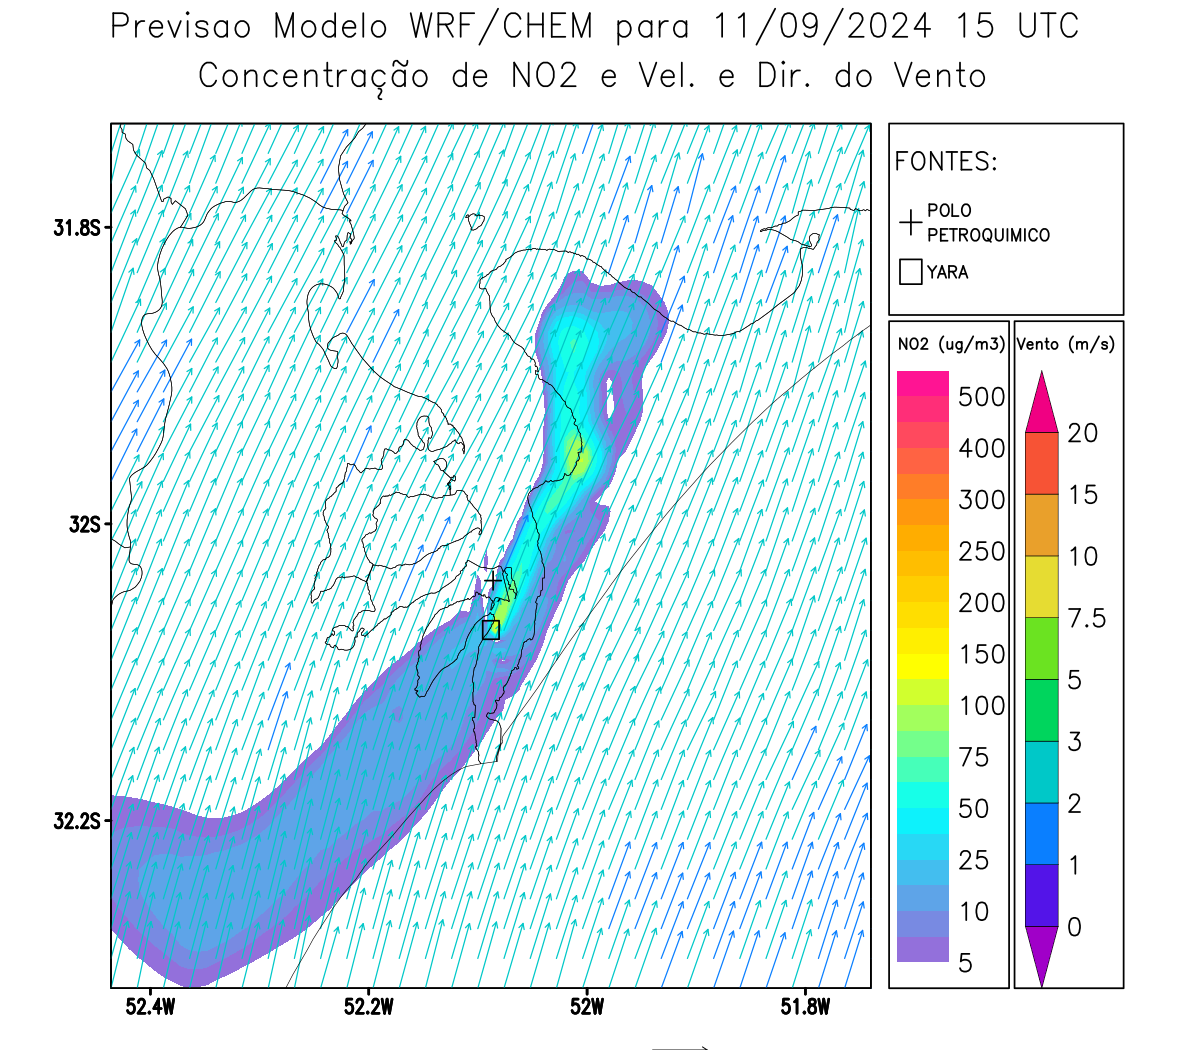 Previsao Modelo WRF/CHEM para 11/09/2024 15 UTC
Concentração de NO2 e Vel. e Dir. do Vento
FONTES:
POLO
PETROQUIMICO
YARA
NO2 (ug/m3)
500
400
300
250
200
150
100
75
50
25
10
5
Vento (m/s)
20
15
10
7.5
5
3
2
1
0
31.8S
32S
32.2S
52.4W
52.2W
52W
51.8W